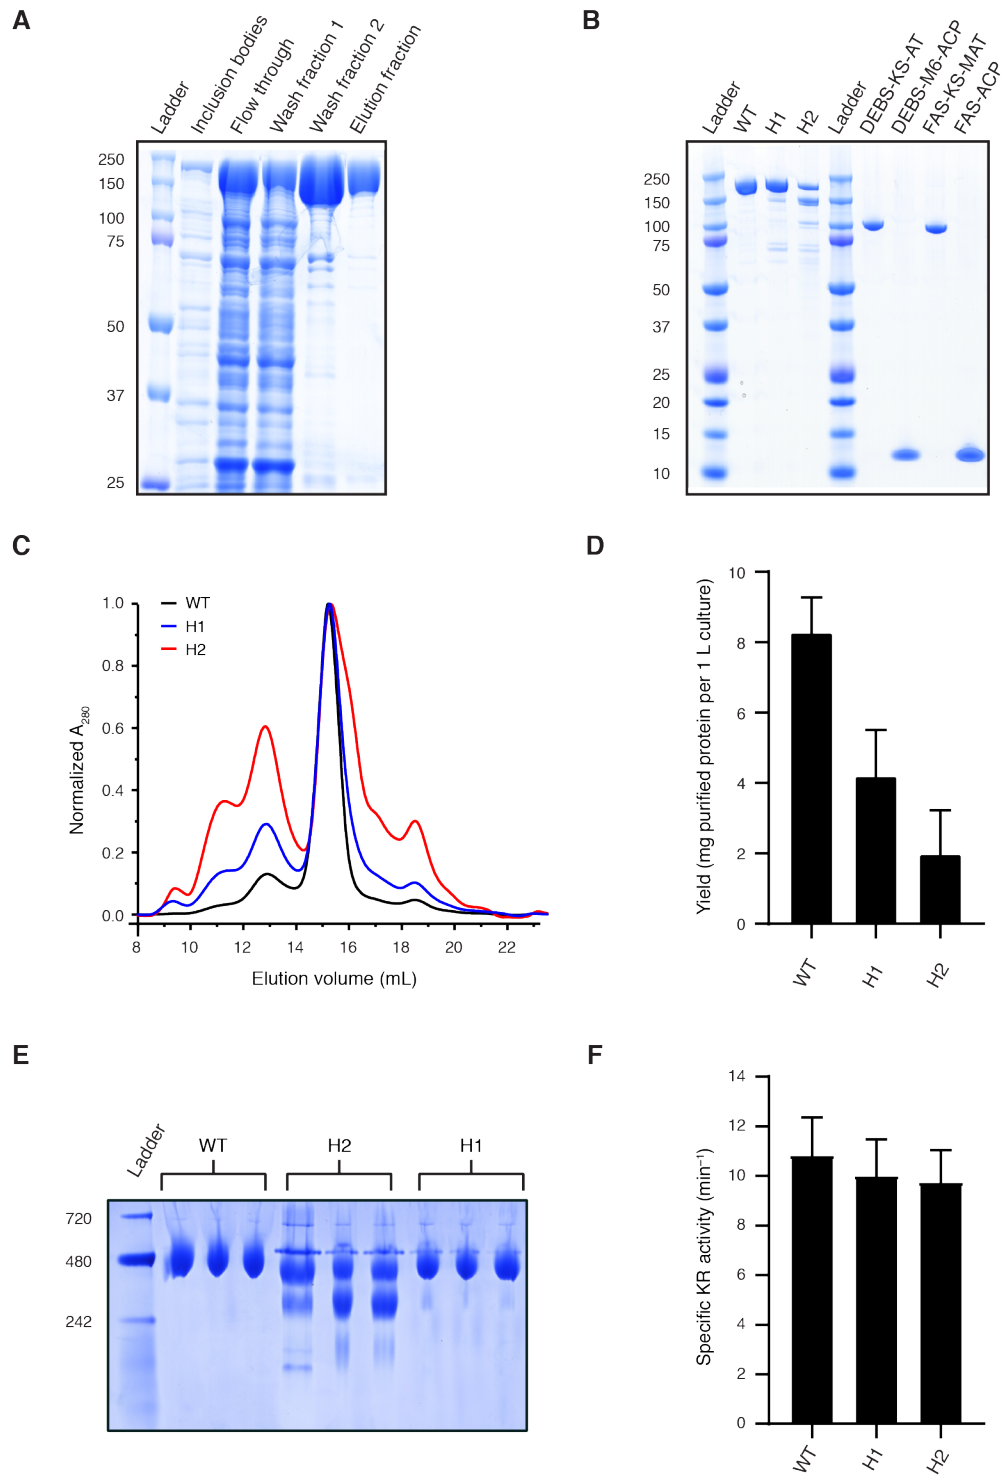 A
Ladder
Inclusion bodies
Flow through
Wash fraction 1
Wash fraction 2
Elution fraction
250
150
100
75
50
37
25
B
Ladder
WT
H1
H2
Ladder
DEBS-KS-AT
DEBS-M6-ACP
FAS-KS-MAT
FAS-ACP
250
150
100
75
50
37
25
20
15
10
C
WT
H1
H2
1.0
0.8
0.6
0.4
0.2
0.0
Normalized A280
8 10 12 14 16 18 20 22
Elution volume (mL)
D
10
8
6
4
2
0
Yield (mg purified protein per 1 L culture)
WT
H1
H2
E
Ladder
WT
H2
H1
720
480
242
F
14
12
10
8
6
4
2
0
Specific KR activity (min⁻¹)
WT
H1
H2